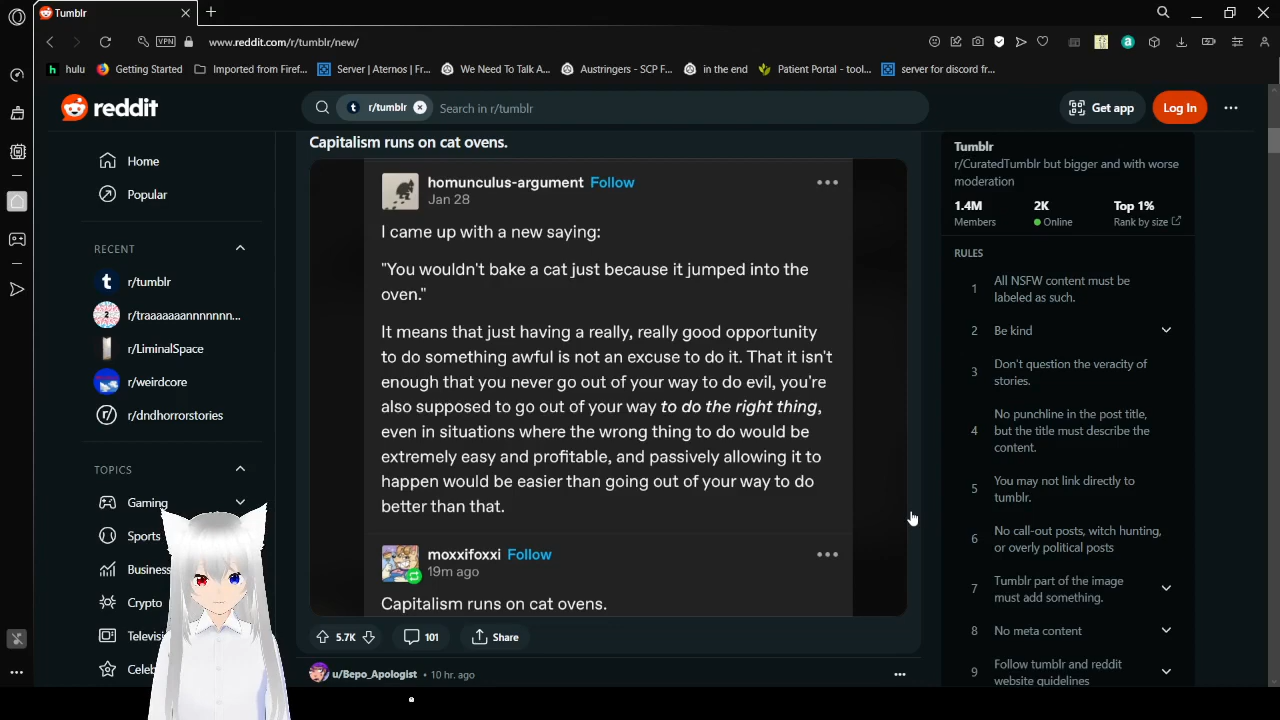 Tumblr
VPN
www.reddit.com/r/tumblr/new/
hulu
Getting Started
Imported from Firef...
Server | Aternos | Fr...
We Need To Talk A...
Austringers - SCP F...
in the end
Patient Portal - tool...
server for discord fr...
reddit
r/tumblr
Search in r/tumblr
Get app
Log In
Home
Popular
RECENT
r/tumblr
r/traaaaaaannnnnnn...
r/LiminalSpace
r/weirdcore
r/dndhorrorstories
TOPICS
Gaming
Sports
Business
Crypto
Televisi
Celeb
Capitalism runs on cat ovens.
homunculus-argument Follow
Jan 28
I came up with a new saying:
"You wouldn't bake a cat just because it jumped into the
oven."
It means that just having a really, really good opportunity
to do something awful is not an excuse to do it. That it isn't
enough that you never go out of your way to do evil, you're
also supposed to go out of your way to do the right thing,
even in situations where the wrong thing to do would be
extremely easy and profitable, and passively allowing it to
happen would be easier than going out of your way to do
better than that.
moxxifoxxi Follow
19m ago
Capitalism runs on cat ovens.
5.7K
101
Share
u/Bepo_Apologist • 10 hr. ago
Tumblr
r/CuratedTumblr but bigger and with worse
moderation
1.4M
Members
2K
Online
Top 1%
Rank by size
RULES
1 All NSFW content must be
labeled as such.
2 Be kind
3 Don't question the veracity of
stories.
4 No punchline in the post title,
but the title must describe the
content.
5 You may not link directly to
tumblr.
6 No call-out posts, witch hunting,
or overly political posts
7 Tumblr part of the image
must add something.
8 No meta content
9 Follow tumblr and reddit
website guidelines